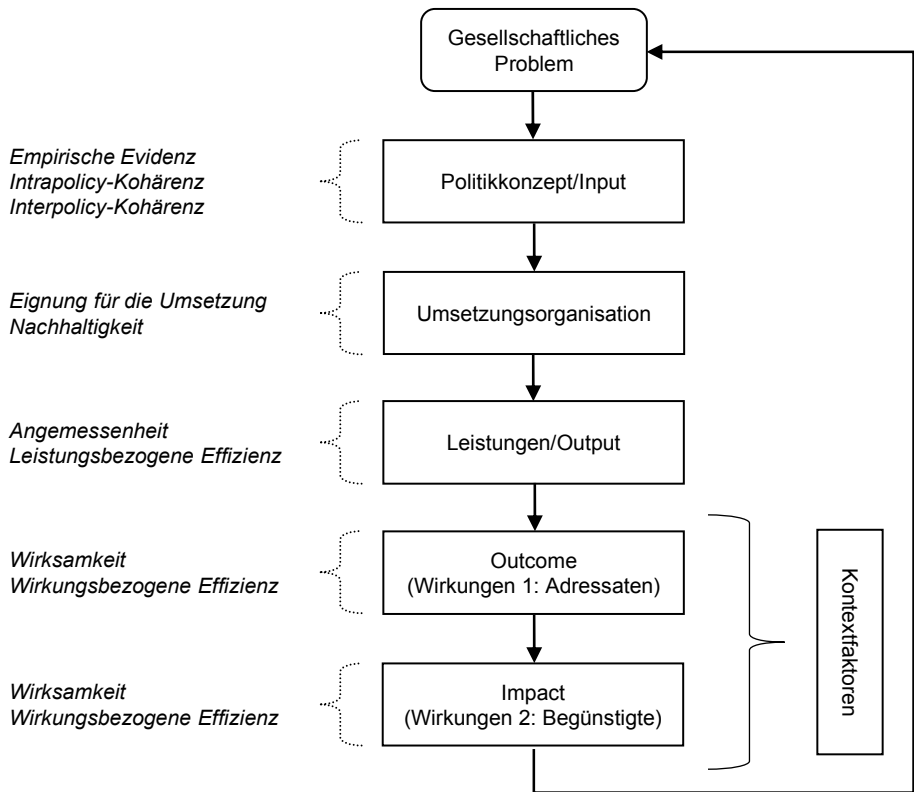 Gesellschaftliches
Problem
Empirische Evidenz
Intrapolicy-Kohärenz
Interpolicy-Kohärenz
Politikkonzept/Input
Eignung für die Umsetzung
Nachhaltigkeit
Umsetzungsorganisation
Angemessenheit
Leistungsbezogene Effizienz
Leistungen/Output
Wirksamkeit
Wirkungsbezogene Effizienz
Outcome
(Wirkungen 1: Adressaten)
Wirksamkeit
Wirkungsbezogene Effizienz
Impact
(Wirkungen 2: Begünstigte)
Kontextfaktoren